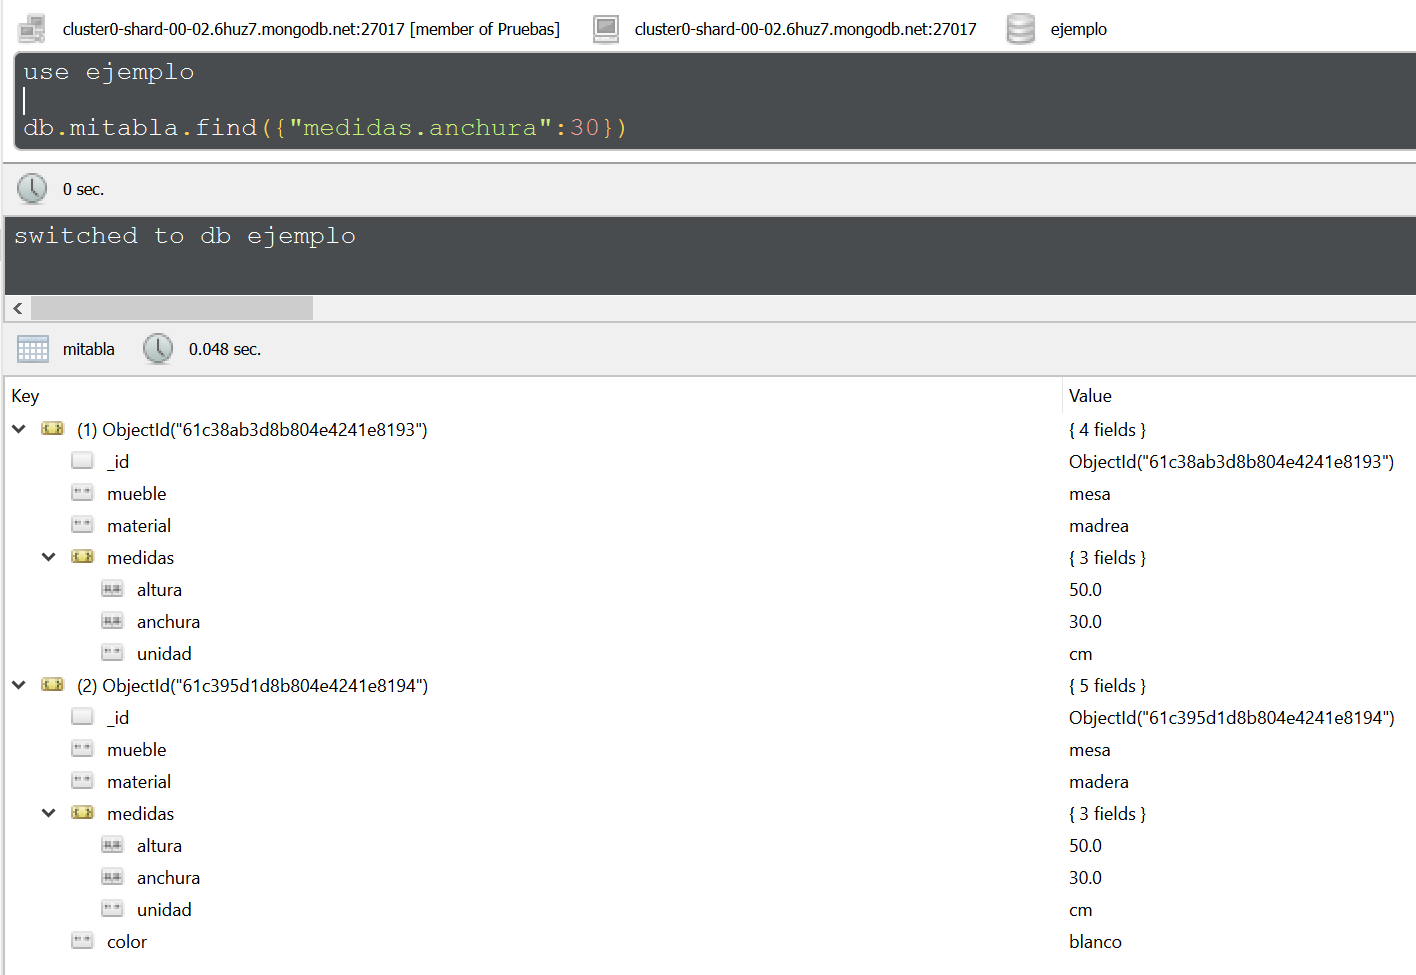 cluster0-shard-00-02.6huz7.mongodb.net:27017 [member of Pruebas] cluster0-shard-00-02.6huz7.mongodb.net:27017 ejemplo
use ejemplo
db.mitabla.find({"medidas.anchura":30})
0 sec.
switched to db ejemplo
mitabla 0.048 sec.
Key Value
(1) ObjectId("61c38ab3d8b804e4241e8193") { 4 fields }
_id ObjectId("61c38ab3d8b804e4241e8193")
mueble mesa
material madrea
medidas { 3 fields }
altura 50.0
anchura 30.0
unidad cm
(2) ObjectId("61c395d1d8b804e4241e8194") { 5 fields }
_id ObjectId("61c395d1d8b804e4241e8194")
mueble mesa
material madera
medidas { 3 fields }
altura 50.0
anchura 30.0
unidad cm
color blanco